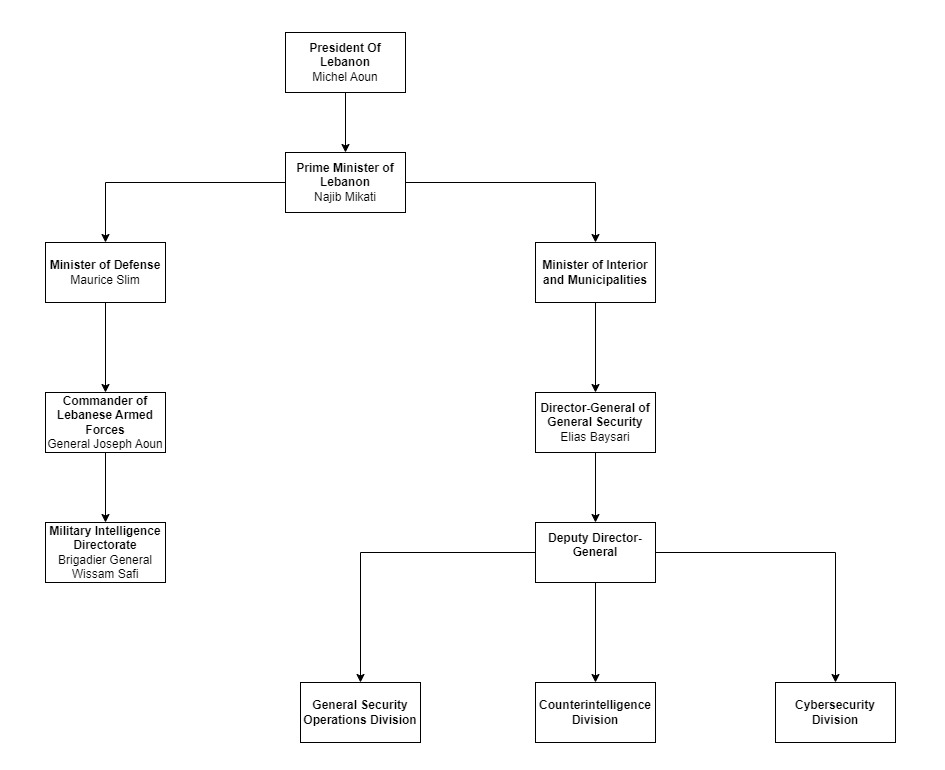 President Of
Lebanon
Michel Aoun
Prime Minister of
Lebanon
Najib Mikati
Minister of Defense
Maurice Slim
Minister of Interior
and Municipalities
Commander of
Lebanese Armed
Forces
General Joseph Aoun
Director-General of
General Security
Elias Baysari
Military Intelligence
Directorate
Brigadier General
Wissam Safi
Deputy Director-
General
General Security
Operations Division
Counterintelligence
Division
Cybersecurity
Division